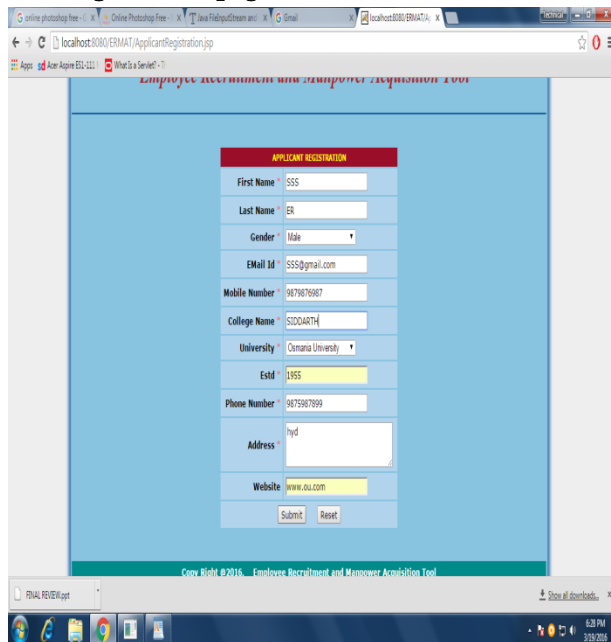 online photoshop free - 
Online Photoshop Free - 
Java FileInputStream and 
Gmail
localhost:8080/ERMAT/Ap
localhost:8080/ERMAT/ApplicantRegistration.jsp
Apps Acer Aspire ES1-111 What Is a Servlet? - 
Employee Recruitment and Manpower Acquisition Tool
APPLICANT REGISTRATION
First Name * SSS
Last Name * ER
Gender * Male
EMail Id * SSS@gmail.com
Mobile Number * 9879876987
College Name * SIDDARTH
University * Osmania University
Estd * 1955
Phone Number * 9875987899
Address * hyd
Website www.ou.com
Submit Reset
Copy Right @2016. Employee Recruitment and Manpower Acquisition Tool
FINAL REVIEW.ppt
Show all downloads...
6:28 PM
3/29/2016